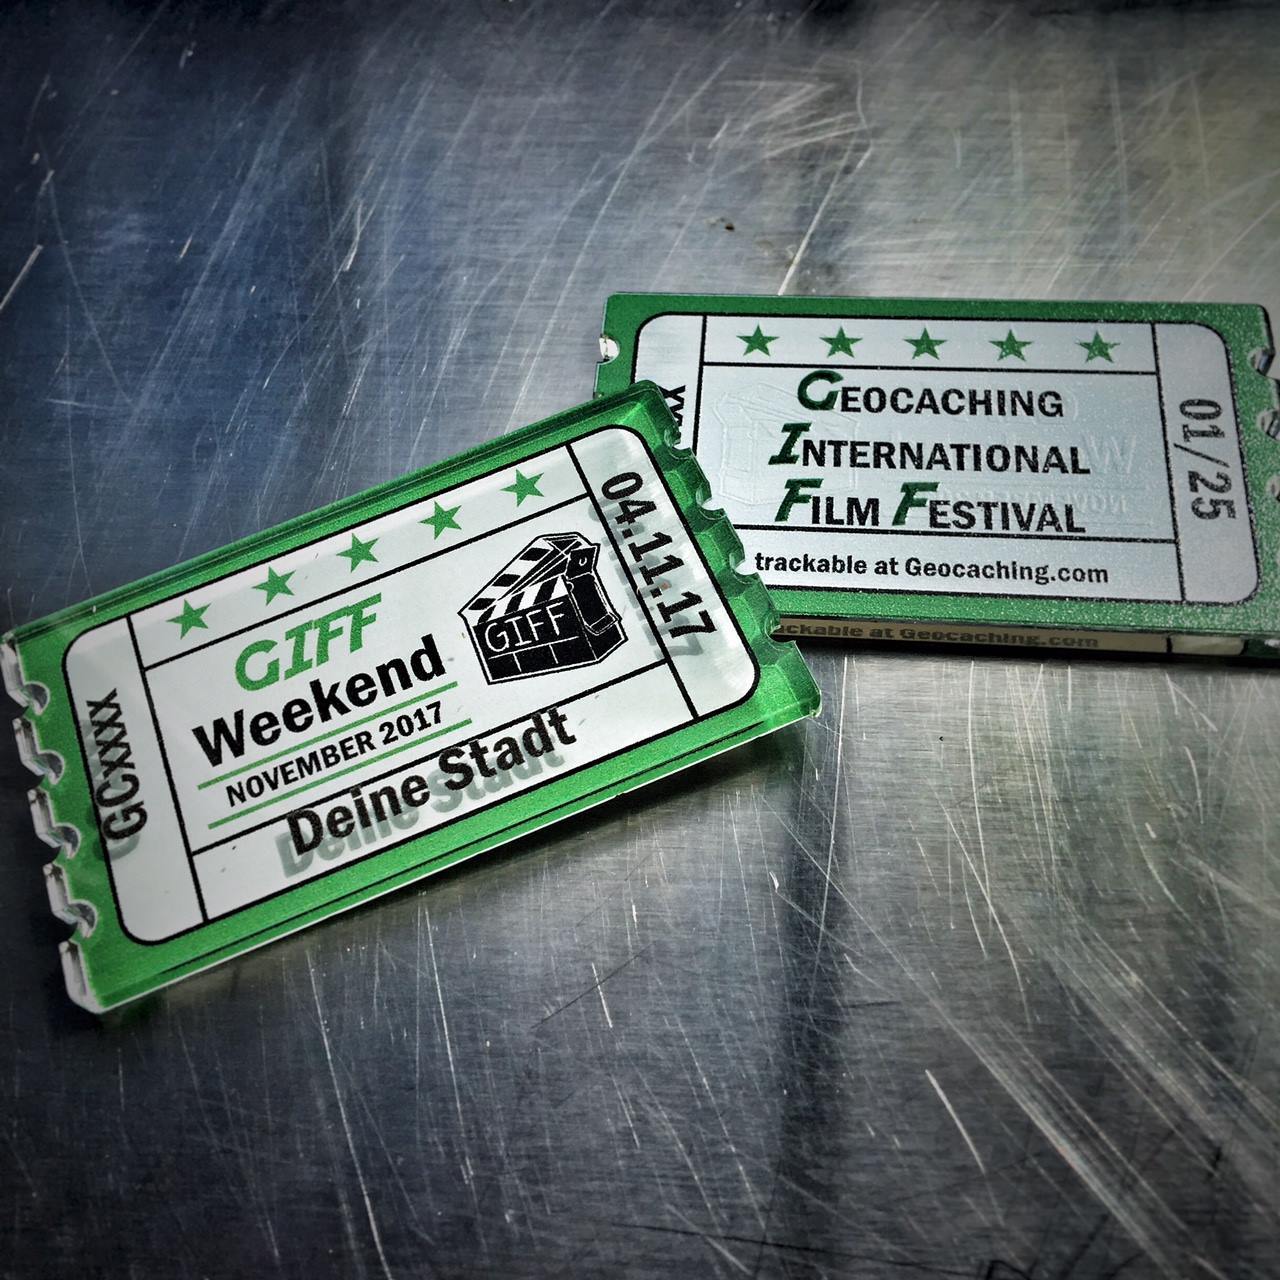 GIFF
Weekend
NOVEMBER 2017
Deine Stadt
GCXXXX
04.11.17
GIFF
GEOCACHING
INTERNATIONAL
FILM FESTIVAL
trackable at Geocaching.com
01/25